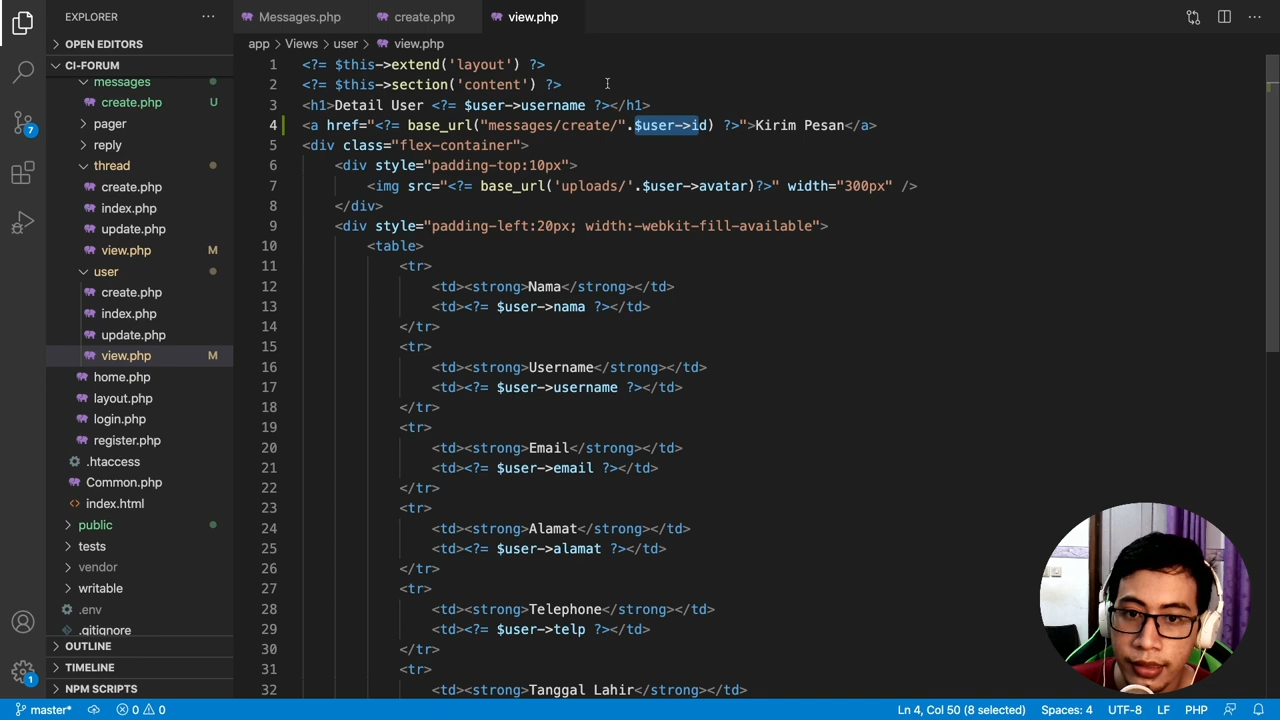 EXPLORER
Messages.php
create.php
view.php
OPEN EDITORS
app > Views > user > view.php
CI-FORUM
messages
create.php U
pager
reply
thread
create.php
index.php
update.php
view.php M
user
create.php
index.php
update.php
view.php M
home.php
layout.php
login.php
register.php
.htaccess
Common.php
index.html
public
tests
vendor
writable
.env
.gitignore
OUTLINE
TIMELINE
NPM SCRIPTS
7
1
1 <?= $this->extend('layout') ?>
2 <?= $this->section('content') ?>
3 <h1>Detail User <?= $user->username ?></h1>
4 <a href="<?= base_url("messages/create/".$user->id) ?>">Kirim Pesan</a>
5 <div class="flex-container">
6 <div style="padding-top:10px">
7 <img src="<?= base_url('uploads/'.$user->avatar)?>" width="300px" />
8 </div>
9 <div style="padding-left:20px; width:-webkit-fill-available">
10 <table>
11 <tr>
12 <td><strong>Nama</strong></td>
13 <td><?= $user->nama ?></td>
14 </tr>
15 <tr>
16 <td><strong>Username</strong></td>
17 <td><?= $user->username ?></td>
18 </tr>
19 <tr>
20 <td><strong>Email</strong></td>
21 <td><?= $user->email ?></td>
22 </tr>
23 <tr>
24 <td><strong>Alamat</strong></td>
25 <td><?= $user->alamat ?></td>
26 </tr>
27 <tr>
28 <td><strong>Telephone</strong></td>
29 <td><?= $user->telp ?></td>
30 </tr>
31 <tr>
32 <td><strong>Tanggal Lahir</strong></td>
master* 0 0
Ln 4, Col 50 (8 selected) Spaces: 4 UTF-8 LF PHP